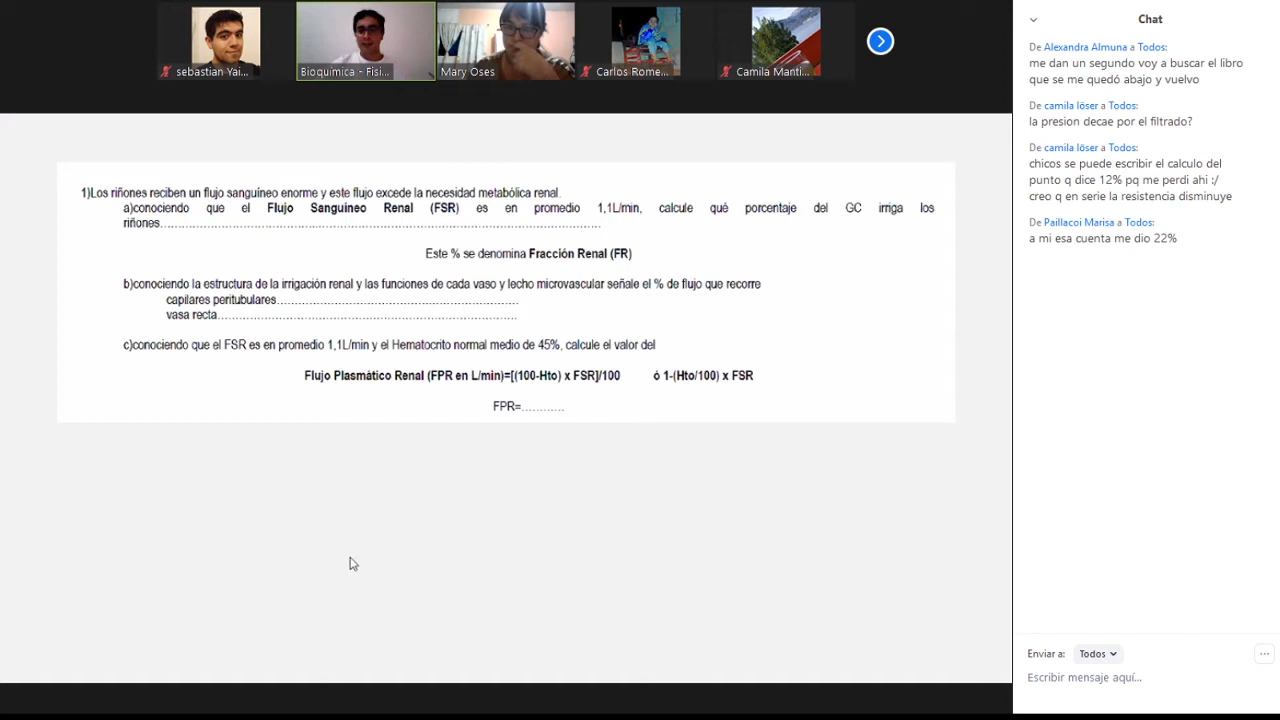 sebastian Yai...
Bioquímica - Fisi...
Mary Oses
Carlos Rome...
Camila Manti...
1)Los riñones reciben un flujo sanguíneo enorme y este flujo excede la necesidad metabólica renal.
a)conociendo que el Flujo Sanguíneo Renal (FSR) es en promedio 1,1L/min, calcule qué porcentaje del GC irriga los
riñones....................................................................................................................
Este % se denomina Fracción Renal (FR)
b)conociendo la estructura de la irrigación renal y las funciones de cada vaso y lecho microvascular señale el % de flujo que recorre
capilares peritubulares................................................................
vasa recta...............................................................................
c)conociendo que el FSR es en promedio 1,1L/min y el Hematocrito normal medio de 45%, calcule el valor del
Flujo Plasmático Renal (FPR en L/min)=[(100-Hto) x FSR]/100 ó 1-(Hto/100) x FSR
FPR=............
Chat
De Alexandra Almuna a Todos:
me dan un segundo voy a buscar el libro
que se me quedó abajo y vuelvo
De camila löser a Todos:
la presion decae por el filtrado?
De camila löser a Todos:
chicos se puede escribir el calculo del
punto q dice 12% pq me perdi ahi :/
creo q en serie la resistencia disminuye
De Paillacoi Marisa a Todos:
a mi esa cuenta me dio 22%
Enviar a: Todos
Escribir mensaje aquí...